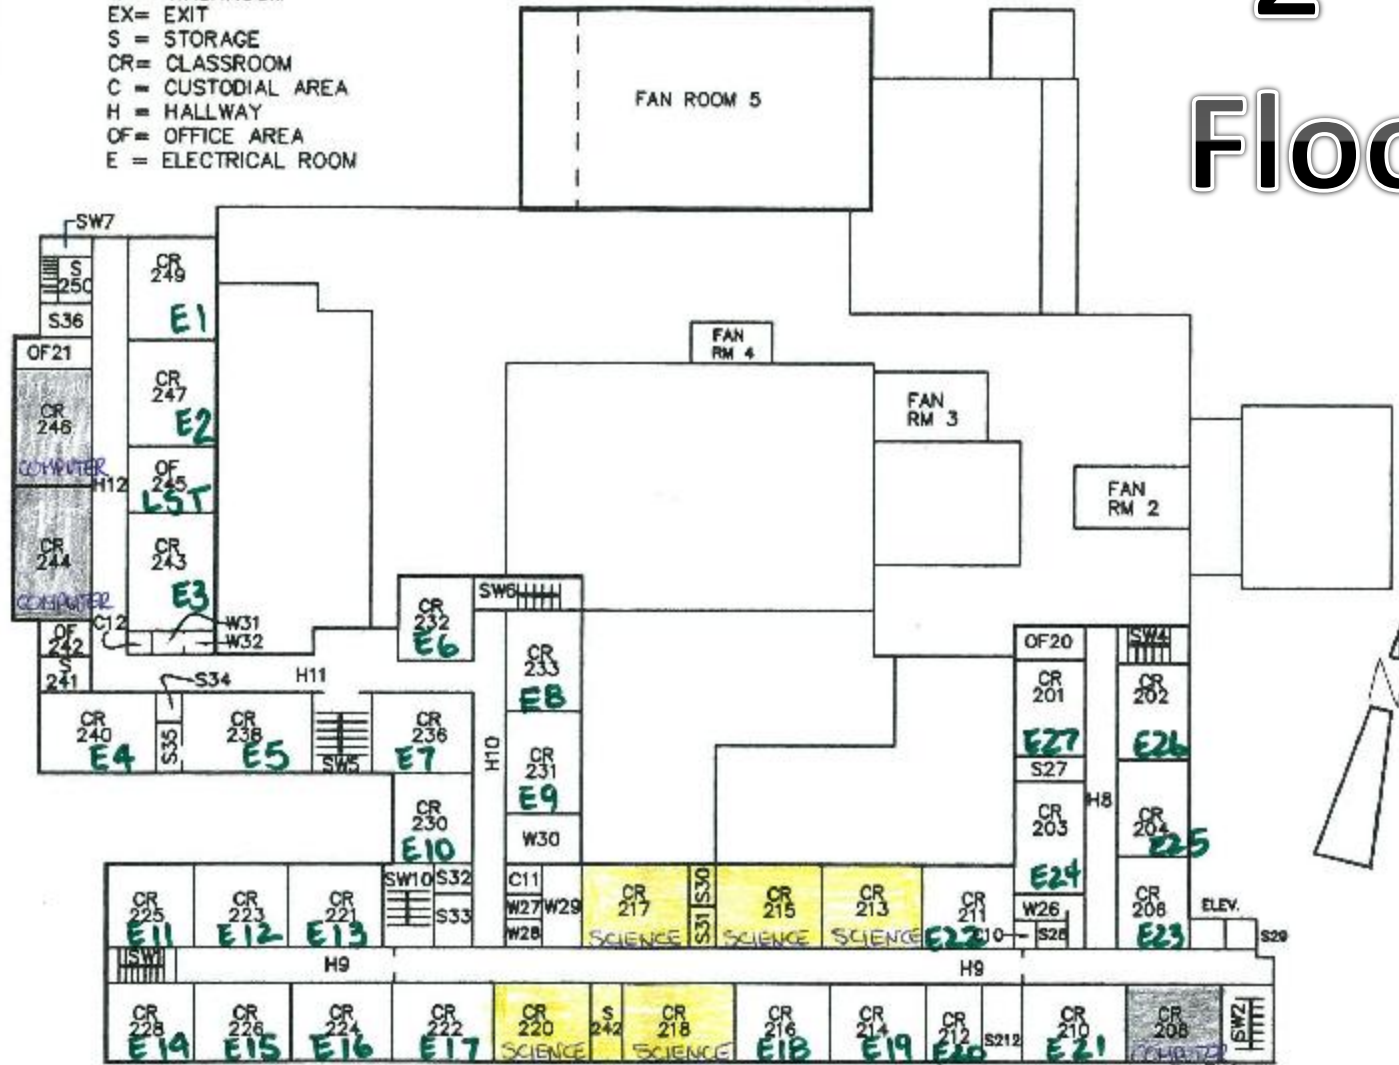 EX= EXIT
S = STORAGE
CR= CLASSROOM
C = CUSTODIAL AREA
H = HALLWAY
OF= OFFICE AREA
E = ELECTRICAL ROOM
2
Floo
FAN ROOM 5
SW7
S
250
CR
249
E1
S36
OF21
FAN
RM 4
CR
247
E2
CR
246
COMPUTER
FAN
RM 3
OF
245
LST
H12
FAN
RM 2
CR
244
COMPUTER
CR
243
E3
C12
W31
W32
OF
242
S
241
CR
232
E6
SW6
CR
233
E8
OF20
SW4
S34
H11
CR
201
E27
CR
202
E26
CR
240
E4
S35
CR
238
E5
SW5
CR
236
E7
H10
CR
231
E9
S27
H8
CR
203
E24
CR
204
E25
CR
230
E10
W30
CR
225
E11
CR
223
E12
CR
221
E13
SW10
S32
S33
C11
W27
W28
W29
CR
217
SCIENCE
S30
S31
CR
215
SCIENCE
CR
213
SCIENCE
CR
211
E22
C10
W26
S28
CR
206
E23
ELEV.
S29
SW1
H9
H9
CR
228
E14
CR
226
E15
CR
224
E16
CR
222
E17
CR
220
SCIENCE
S
242
CR
218
SCIENCE
CR
216
E18
CR
214
E19
CR
212
E20
S212
CR
210
E21
CR
208
COMPUTER
SW2